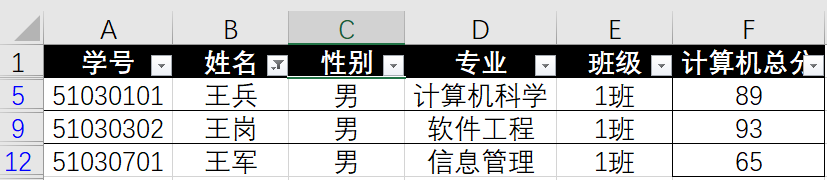 A B C D E F
1 学号 姓名 性别 专业 班级 计算机总分
5 51030101 王兵 男 计算机科学 1班 89
9 51030302 王岗 男 软件工程 1班 93
12 51030701 王军 男 信息管理 1班 65